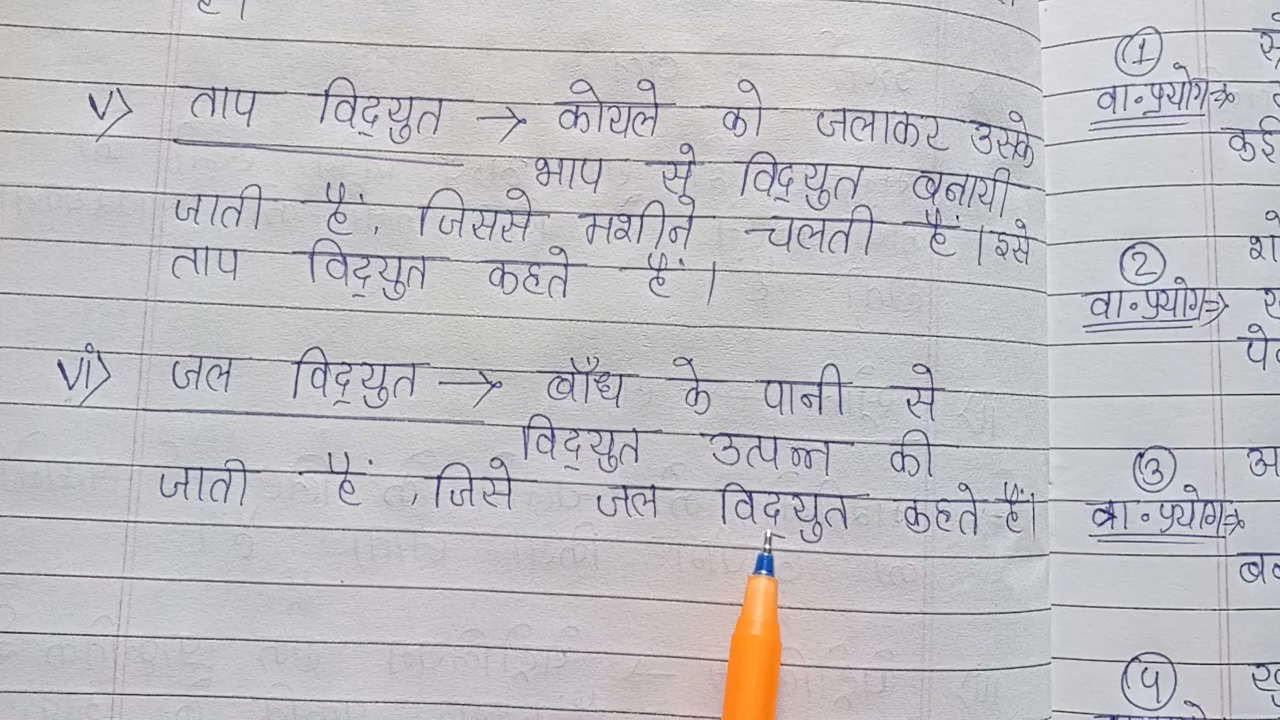 है।
v) ताप विद्युत → कोयले को जलाकर उसके
भाप से विद्युत बनायी
जाती हैं, जिससे मशीने चलती हैं। इसे
ताप विद्युत कहते हैं।
vi) जल विद्युत → बाँध के पानी से
विद्युत उत्पन्न की
जाती हैं, जिसे जल विद्युत कहते हैं।
①
वा॰प्रयोग→
कई
②
वा॰प्रयोग→
③
वा॰प्रयोग→
④